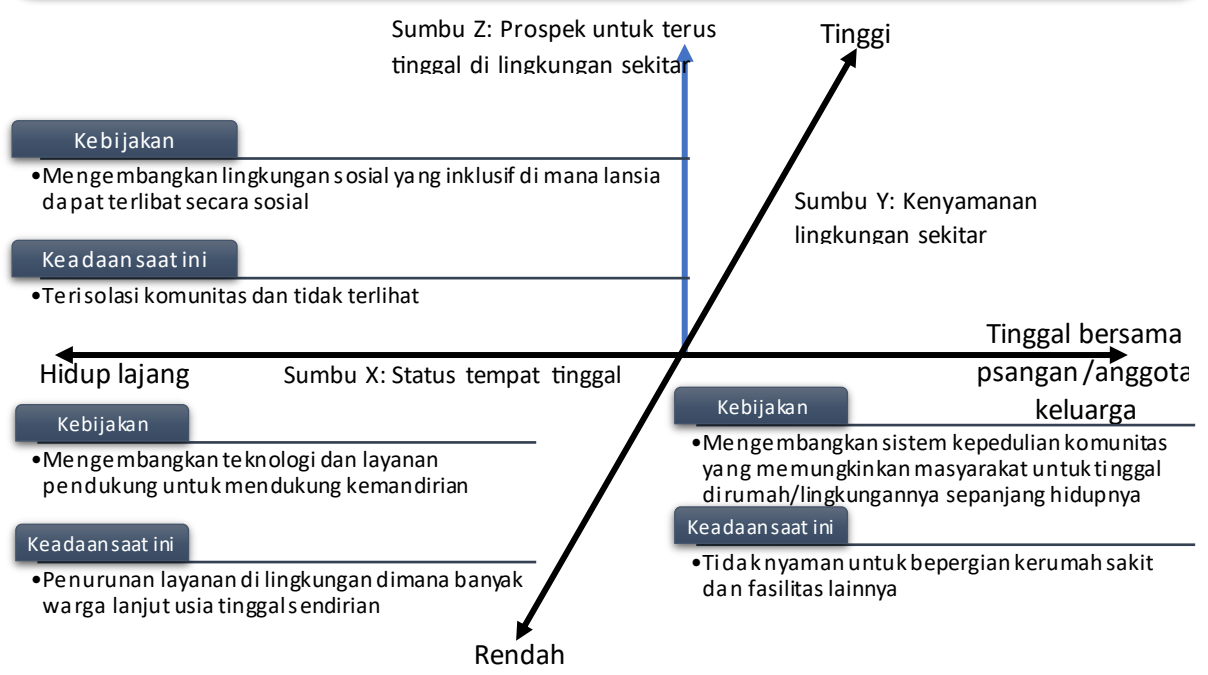 Sumbu Z: Prospek untuk terus
tinggal di lingkungan sekitar
Tinggi
Kebijakan
•Mengembangkan lingkungan sosial yang inklusif di mana lansia
dapat terlibat secara sosial
Sumbu Y: Kenyamanan
lingkungan sekitar
Keadaan saat ini
•Terisolasi komunitas dan tidak terlihat
Tinggal bersama
psangan /anggota
keluarga
Hidup lajang
Sumbu X: Status tempat tinggal
Kebijakan
•Mengembangkan teknologi dan layanan
pendukung untuk mendukung kemandirian
Keadaan saat ini
•Penurunan layanan di lingkungan dimana banyak
warga lanjut usia tinggal sendirian
Kebijakan
•Mengembangkan sistem kepedulian komunitas
yang memungkinkan masyarakat untuk tinggal
dirumah/lingkungannya sepanjang hidupnya
Keadaan saat ini
•Tidak nyaman untuk bepergian kerumah sakit
dan fasilitas lainnya
Rendah